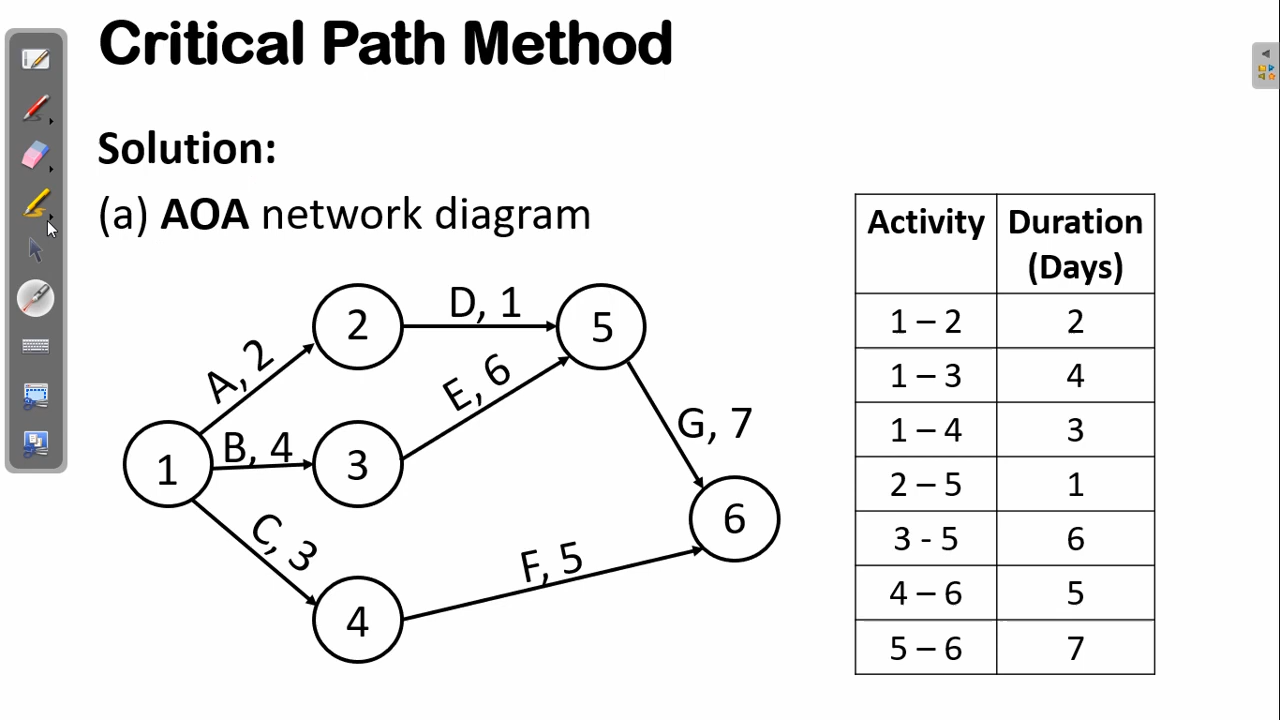 Critical Path Method
Solution:
(a) AOA network diagram
A, 2
B, 4
C, 3
D, 1
E, 6
F, 5
G, 7
1
2
3
4
5
6
Activity Duration (Days)
1 – 2 2
1 – 3 4
1 – 4 3
2 – 5 1
3 - 5 6
4 – 6 5
5 – 6 7